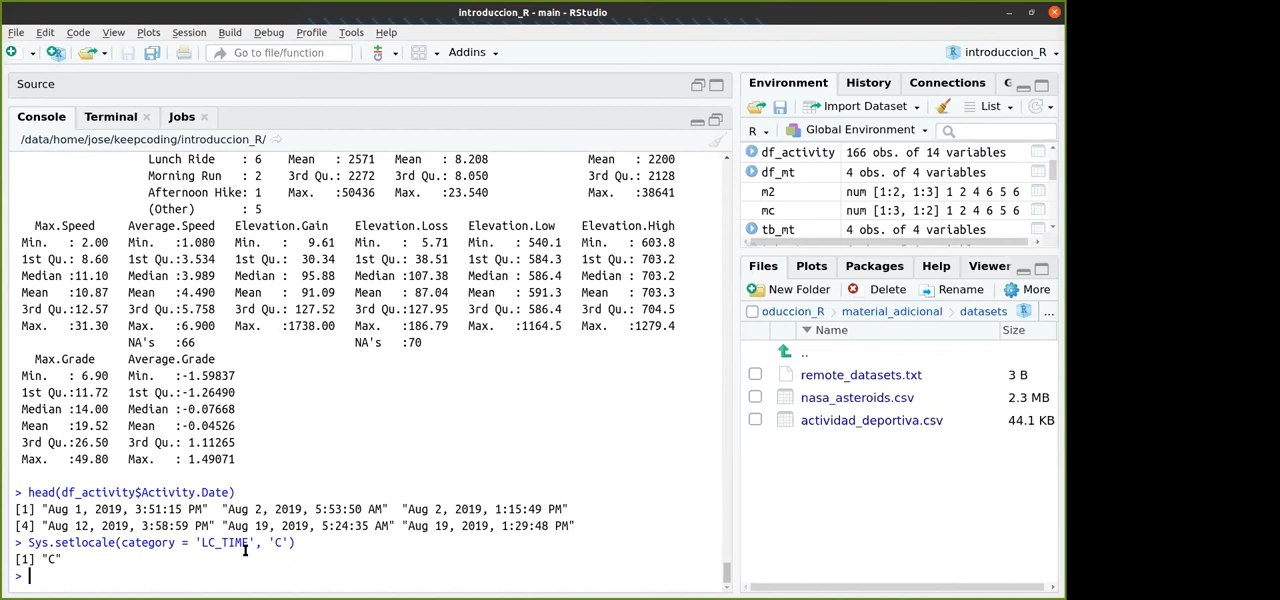 introduccion_R - main - RStudio
File Edit Code View Plots Session Build Debug Profile Tools Help
Go to file/function Addins introduccion_R
Source
Console Terminal Jobs
/data/home/jose/keepcoding/introduccion_R/
Lunch Ride : 6 Mean : 2571 Mean : 8.208 Mean : 2200
Morning Run : 2 3rd Qu.: 2272 3rd Qu.: 8.050 3rd Qu.: 2128
Afternoon Hike: 1 Max. :50436 Max. :23.540 Max. :38641
(Other) : 5
Max.Speed Average.Speed Elevation.Gain Elevation.Loss Elevation.Low Elevation.High
Min. : 2.00 Min. :1.080 Min. : 9.61 Min. : 5.71 Min. : 540.1 Min. : 603.8
1st Qu.: 8.60 1st Qu.:3.534 1st Qu.: 30.34 1st Qu.: 38.51 1st Qu.: 584.3 1st Qu.: 703.2
Median :11.10 Median :3.989 Median : 95.88 Median :107.38 Median : 586.4 Median : 703.2
Mean :10.87 Mean :4.490 Mean : 91.09 Mean : 87.04 Mean : 591.3 Mean : 703.3
3rd Qu.:12.57 3rd Qu.:5.758 3rd Qu.: 127.52 3rd Qu.:127.95 3rd Qu.: 586.4 3rd Qu.: 704.5
Max. :31.30 Max. :6.900 Max. :1738.00 Max. :186.79 Max. :1164.5 Max. :1279.4
NA's :66 NA's :70
Max.Grade Average.Grade
Min. : 6.90 Min. :-1.59837
1st Qu.:11.72 1st Qu.:-1.26490
Median :14.00 Median :-0.07668
Mean :19.52 Mean :-0.04526
3rd Qu.:26.50 3rd Qu.: 1.11265
Max. :49.80 Max. : 1.49071
> head(df_activity$Activity.Date)
[1] "Aug 1, 2019, 3:51:15 PM" "Aug 2, 2019, 5:53:50 AM" "Aug 2, 2019, 1:15:49 PM"
[4] "Aug 12, 2019, 3:58:59 PM" "Aug 19, 2019, 5:24:35 AM" "Aug 19, 2019, 1:29:48 PM"
> Sys.setlocale(category = 'LC_TIME', 'C')
[1] "C"
>
Environment History Connections G
Import Dataset List
R Global Environment
df_activity 166 obs. of 14 variables
df_mt 4 obs. of 4 variables
m2 num [1:2, 1:3] 1 2 4 6 5 6
mc num [1:3, 1:2] 1 2 4 6 5 6
tb_mt 4 obs. of 4 variables
Files Plots Packages Help Viewer
New Folder Delete Rename More
oduccion_R material_adicional datasets ...
Name Size
..
remote_datasets.txt 3 B
nasa_asteroids.csv 2.3 MB
actividad_deportiva.csv 44.1 KB